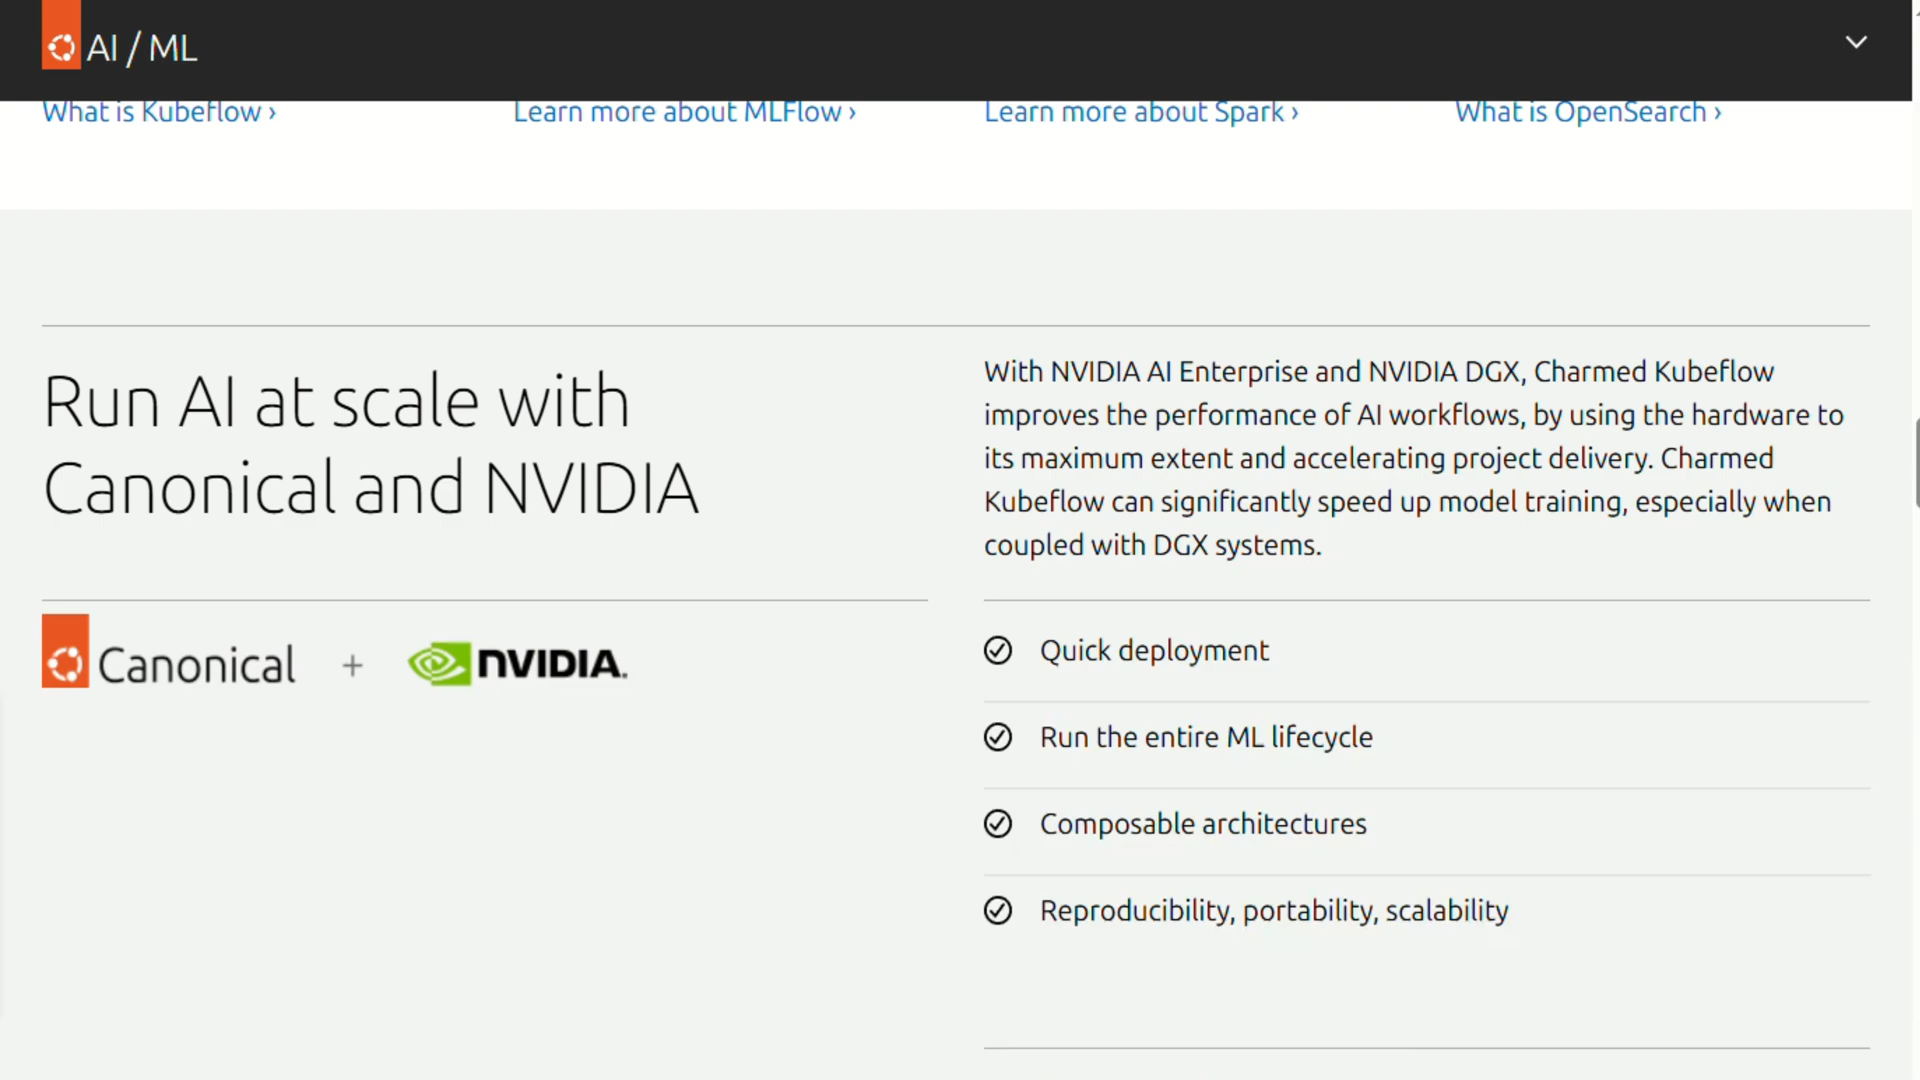 AI / ML
What is Kubeflow ›
Learn more about MLFlow ›
Learn more about Spark ›
What is OpenSearch ›
Run AI at scale with
Canonical and NVIDIA
With NVIDIA AI Enterprise and NVIDIA DGX, Charmed Kubeflow
improves the performance of AI workflows, by using the hardware to
its maximum extent and accelerating project delivery. Charmed
Kubeflow can significantly speed up model training, especially when
coupled with DGX systems.
Canonical + NVIDIA.
Quick deployment
Run the entire ML lifecycle
Composable architectures
Reproducibility, portability, scalability